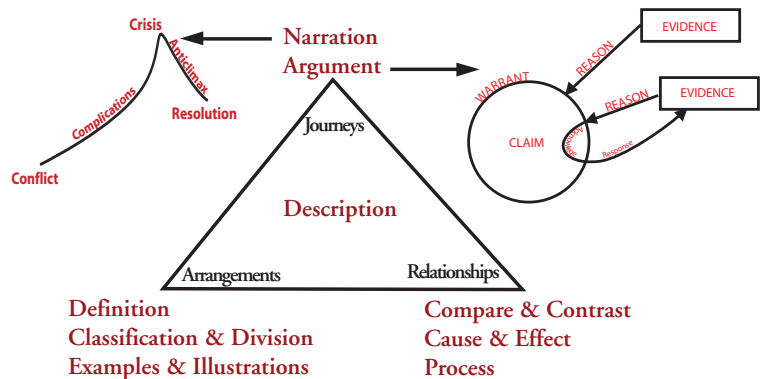 Crisis
Narration
Argument
Anticlimax
Complications
Resolution
Conflict
EVIDENCE
REASON
WARRANT
EVIDENCE
REASON
CLAIM
Response
Journeys
Description
Arrangements
Relationships
Definition
Classification & Division
Examples & Illustrations
Compare & Contrast
Cause & Effect
Process